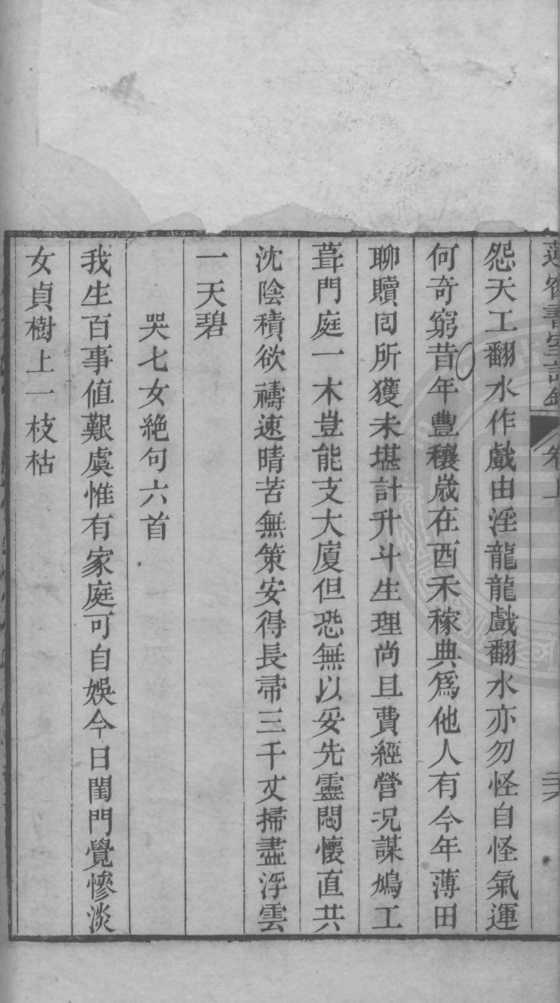 怨天工翻水作戲由淫龍龍戲翻水亦勿怪自怪氣運
何奇窮昔年豐穰歲在酉禾稼典爲他人有今年薄田
聊贖囘所獲未堪計升斗生理尚且費經營况謀鳩工
葺門庭一木豈能支大廈但恐無以妥先靈悶懷直共
沈陰積欲禱速晴苦無策安得長帚三千丈掃盡浮雲
一天碧
哭七女絶句六首
我生百事値艱虞惟有家庭可自娛今日閨門覺慘淡
女貞樹上一枝枯